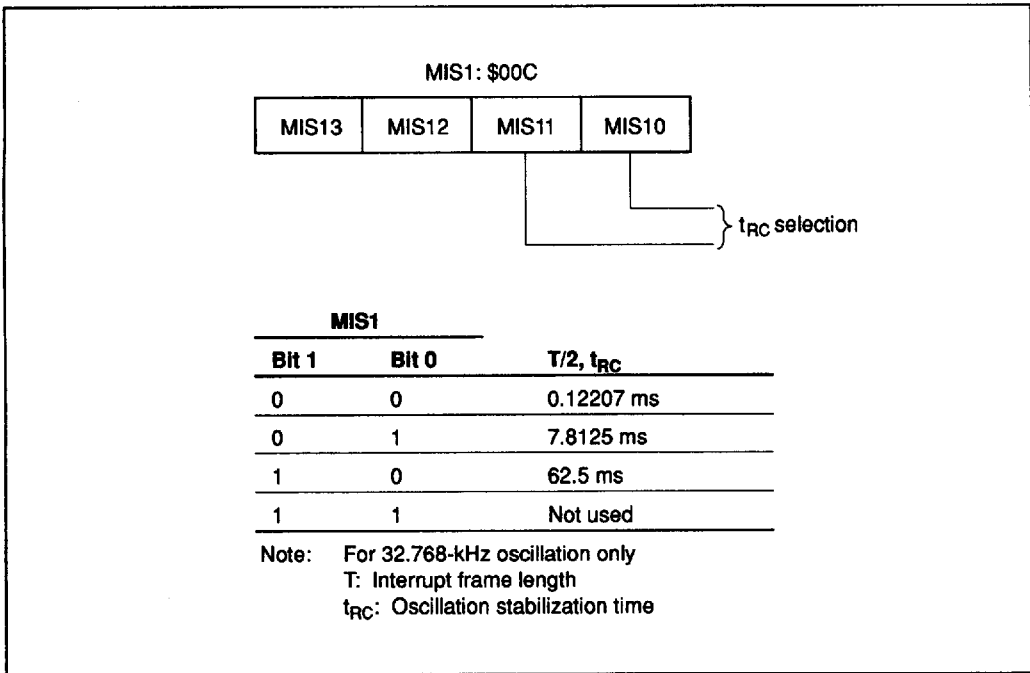 MIS1: $00C
MIS13 MIS12 MIS11 MIS10
tRC selection
MIS1
Bit 1 Bit 0 T/2, tRC
0 0 0.12207 ms
0 1 7.8125 ms
1 0 62.5 ms
1 1 Not used
Note: For 32.768-kHz oscillation only
T: Interrupt frame length
tRC: Oscillation stabilization time